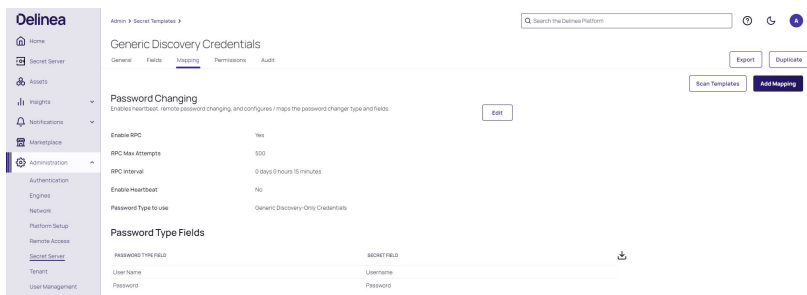 Delinea
Home
Secret Server
Assets
Insights
Notifications
Marketplace
Administration
Authentication
Engines
Network
Platform Setup
Remote Access
Secret Server
Tenant
User Management
Admin > Secret Templates >
Search the Delinea Platform
A
Generic Discovery Credentials
General Fields Mapping Permissions Audit
Export Duplicate
Scan Templates Add Mapping
Password Changing
Enables heartbeat, remote password changing, and configures / maps the password changer type and fields.
Edit
Enable RPC Yes
RPC Max Attempts 500
RPC Interval 0 days 0 hours 15 minutes
Enable Heartbeat No
Password Type to use Generic Discovery-Only Credentials
Password Type Fields
PASSWORD TYPE FIELD SECRET FIELD
User Name Username
Password Password